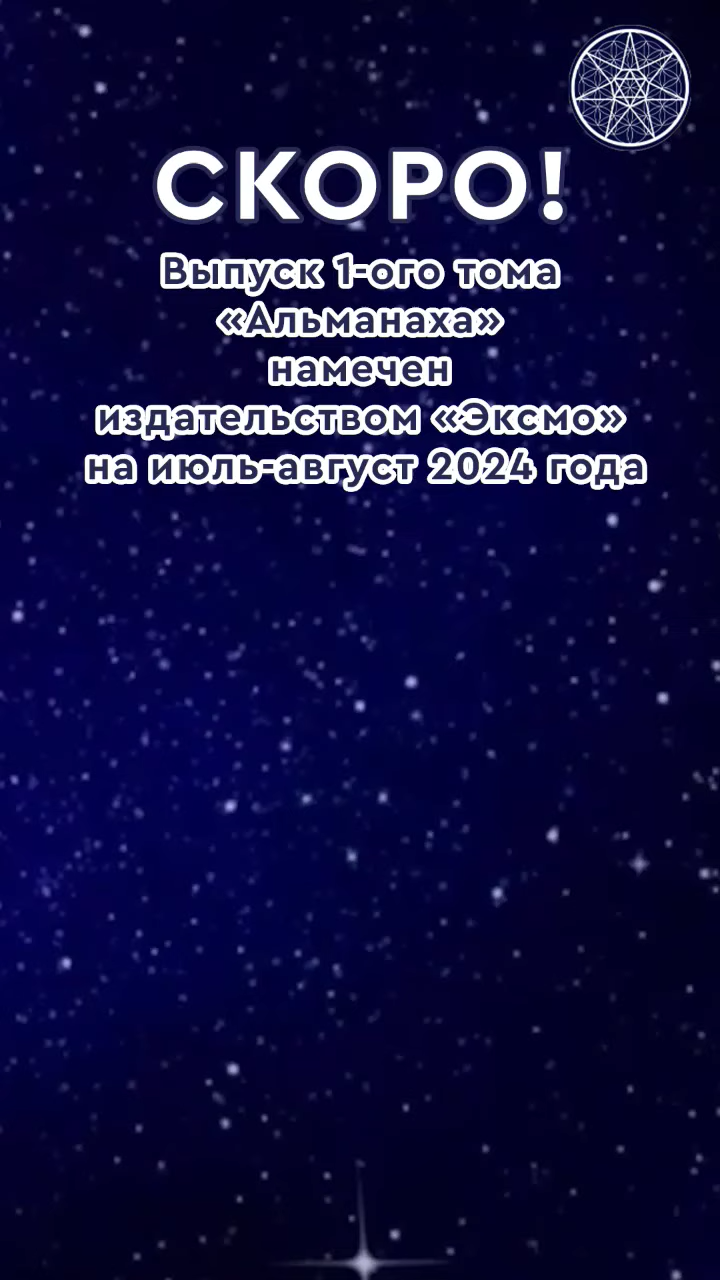 СКОРО!
Выпуск 1-ого тома
«Альманаха»
намечен
издательством «Эксмо»
на июль-август 2024 года